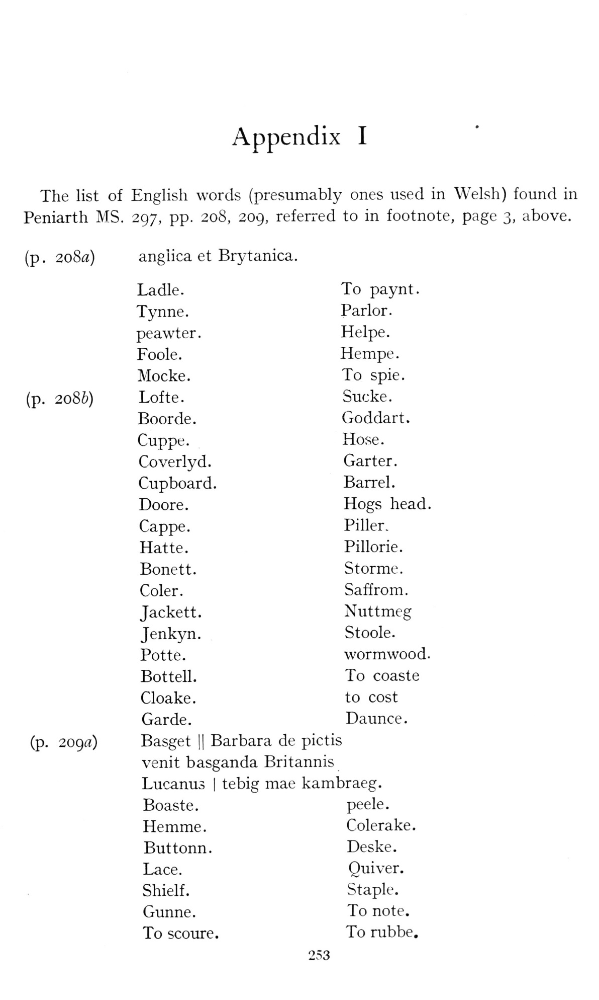 Appendix I
The list of English words (presumably ones used in Welsh) found in
Peniarth MS. 297, pp. 208, 209, referred to in footnote, page 3, above.
(p. 208a) anglica et Brytanica.
Ladle. To paynt.
Tynne. Parlor.
peawter. Helpe.
Foole. Hempe.
Mocke. To spie.
(p. 208b) Lofte. Sucke.
Boorde. Goddart.
Cuppe. Hose.
Coverlyd. Garter.
Cupboard. Barrel.
Doore. Hogs head.
Cappe. Piller.
Hatte. Pillorie.
Bonett. Storme.
Coler. Saffrom.
Jackett. Nuttmeg
Jenkyn. Stoole.
Potte. wormwood.
Bottell. To coaste
Cloake. to cost
Garde. Daunce.
(p. 209a) Basget || Barbara de pictis
venit basganda Britannis
Lucanus | tebig mae kambraeg.
Boaste. peele.
Hemme. Colerake.
Buttonn. Deske.
Lace. Quiver.
Shielf. Staple.
Gunne. To note.
To scoure. To rubbe.
253